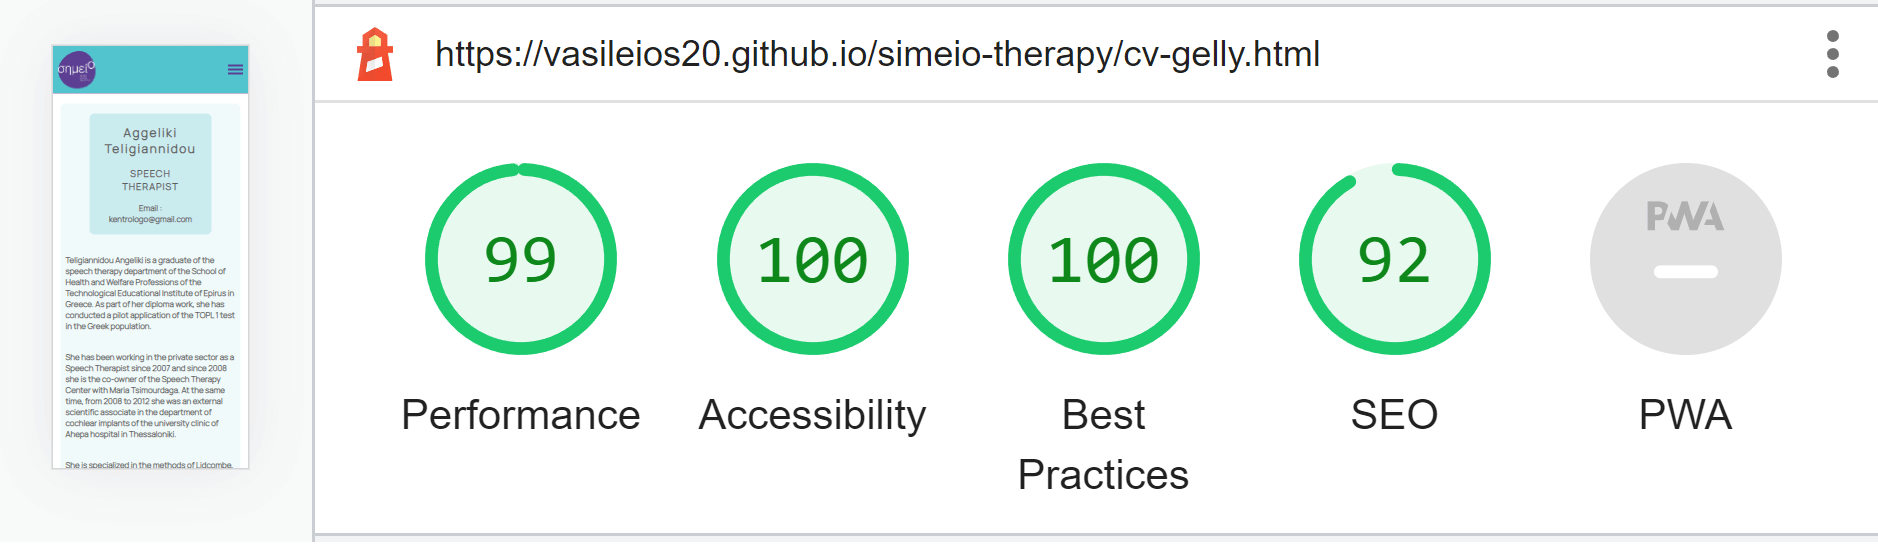 σημείο
Aggeliki
Teligiannidou
SPEECH
THERAPIST
Email :
kentrologo@gmail.com
Teligiannidou Angeliki is a graduate of the
speech therapy department of the School of
Health and Welfare Professions of the
Technological Educational Institute of Epirus in
Greece. As part of her diploma work, she has
conducted a pilot application of the TOPL 1 test
in the Greek population.
She has been working in the private sector as a
Speech Therapist since 2007 and since 2008
she is the co-owner of the Speech Therapy
Center with Maria Tsimourdaga. At the same
time, from 2008 to 2012 she was an external
scientific associate in the department of
cochlear implants of the university clinic of
Ahepa hospital in Thessaloniki.
She is specialized in the methods of Lidcombe,
https://vasileios20.github.io/simeio-therapy/cv-gelly.html
99
100
100
92
PWA
Performance
Accessibility
Best
Practices
SEO
PWA